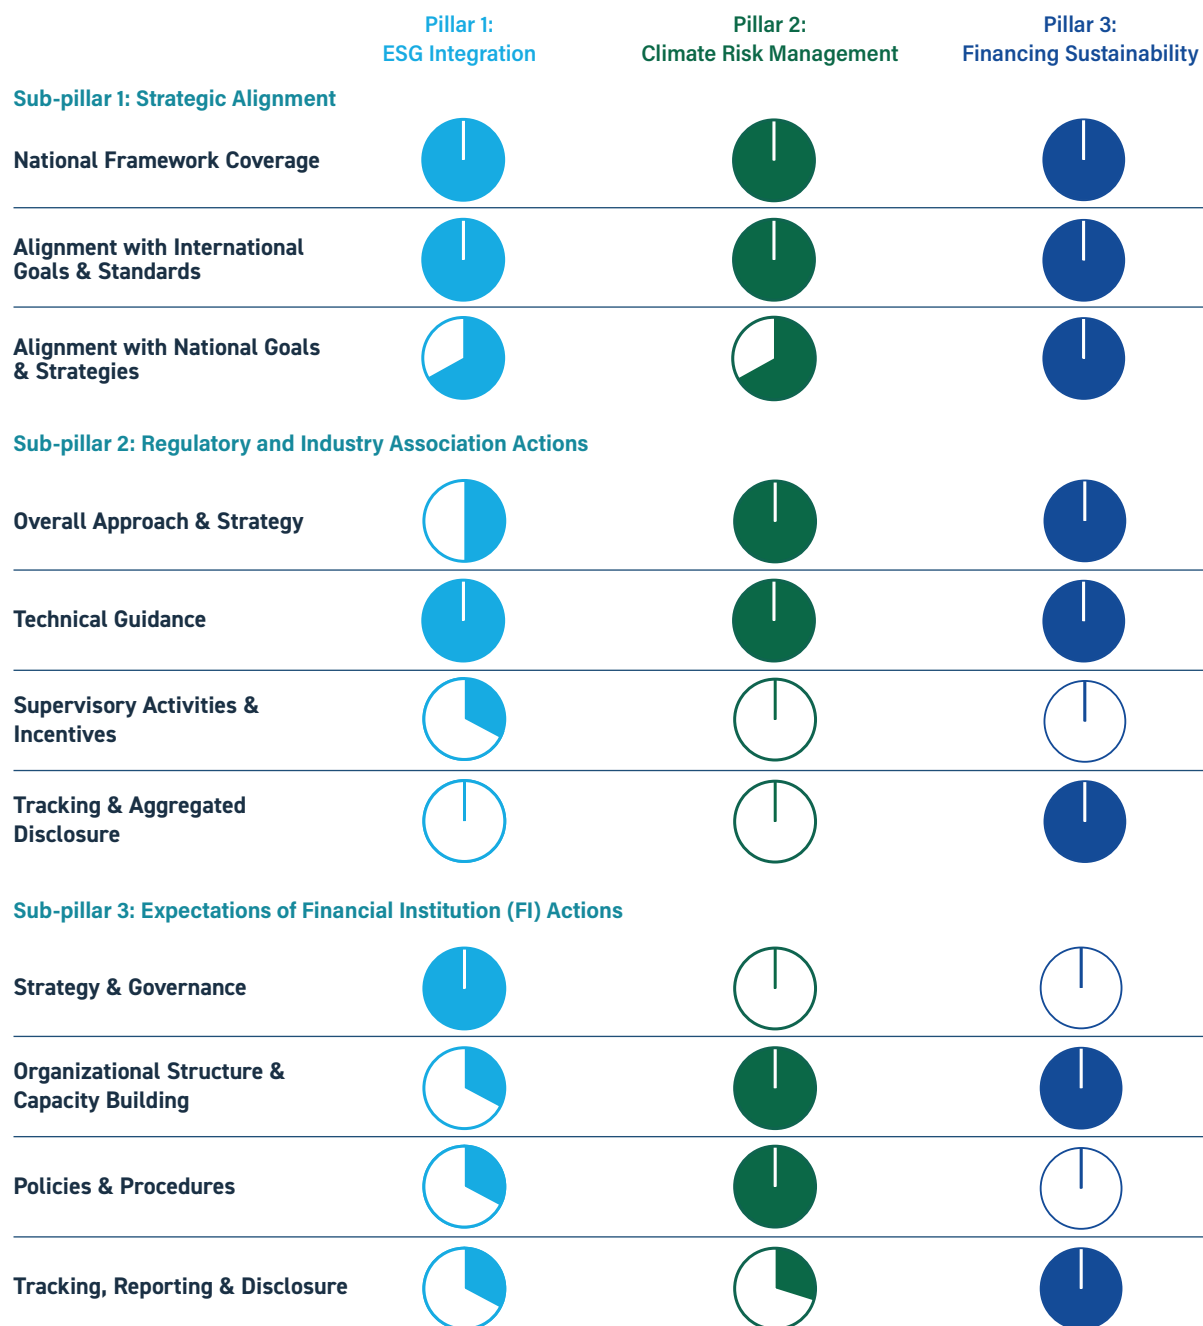 Pillar 1:
ESG Integration
Pillar 2:
Climate Risk Management
Pillar 3:
Financing Sustainability
Sub-pillar 1: Strategic Alignment
National Framework Coverage
Alignment with International
Goals & Standards
Alignment with National Goals
& Strategies
Sub-pillar 2: Regulatory and Industry Association Actions
Overall Approach & Strategy
Technical Guidance
Supervisory Activities &
Incentives
Tracking & Aggregated
Disclosure
Sub-pillar 3: Expectations of Financial Institution (FI) Actions
Strategy & Governance
Organizational Structure &
Capacity Building
Policies & Procedures
Tracking, Reporting & Disclosure